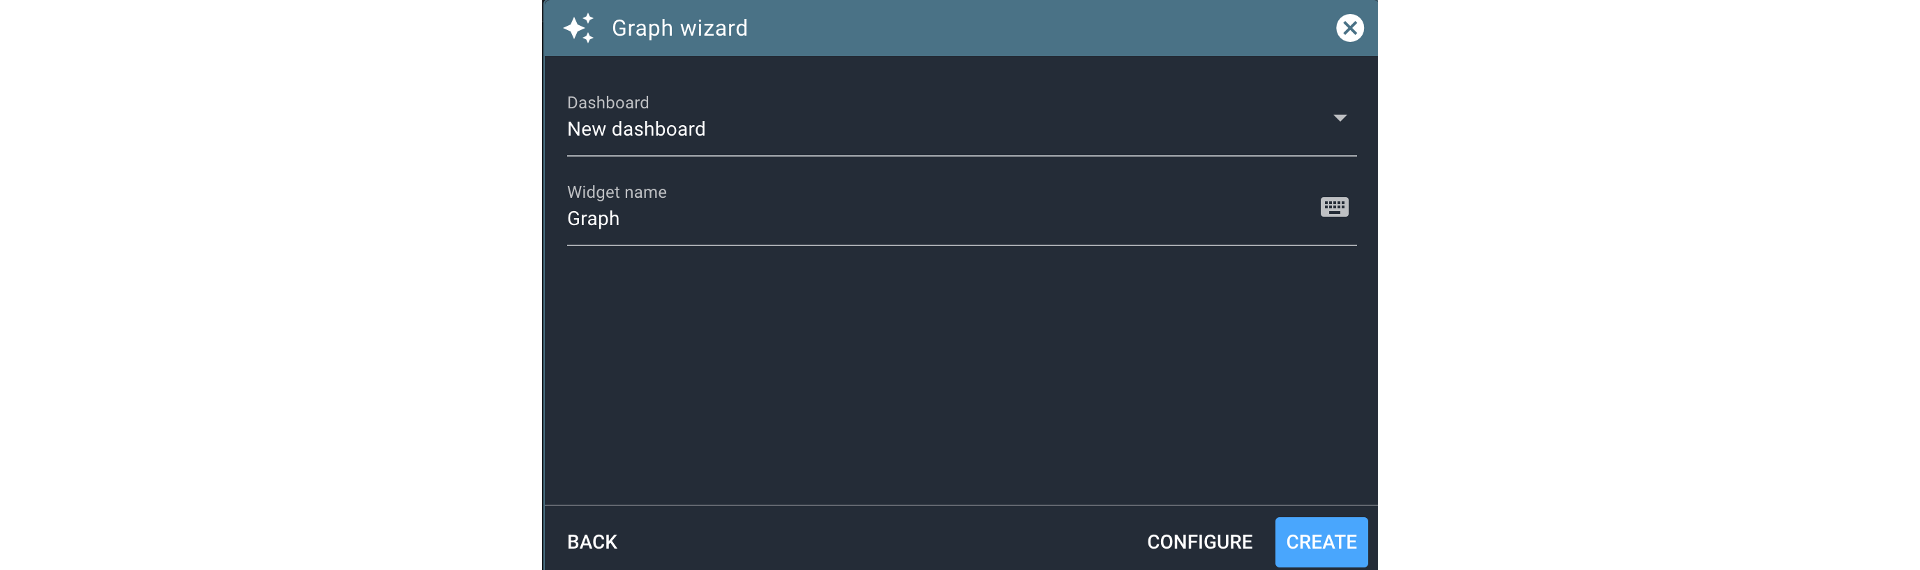 Graph wizard
Dashboard
New dashboard
Widget name
Graph
BACK CONFIGURE CREATE